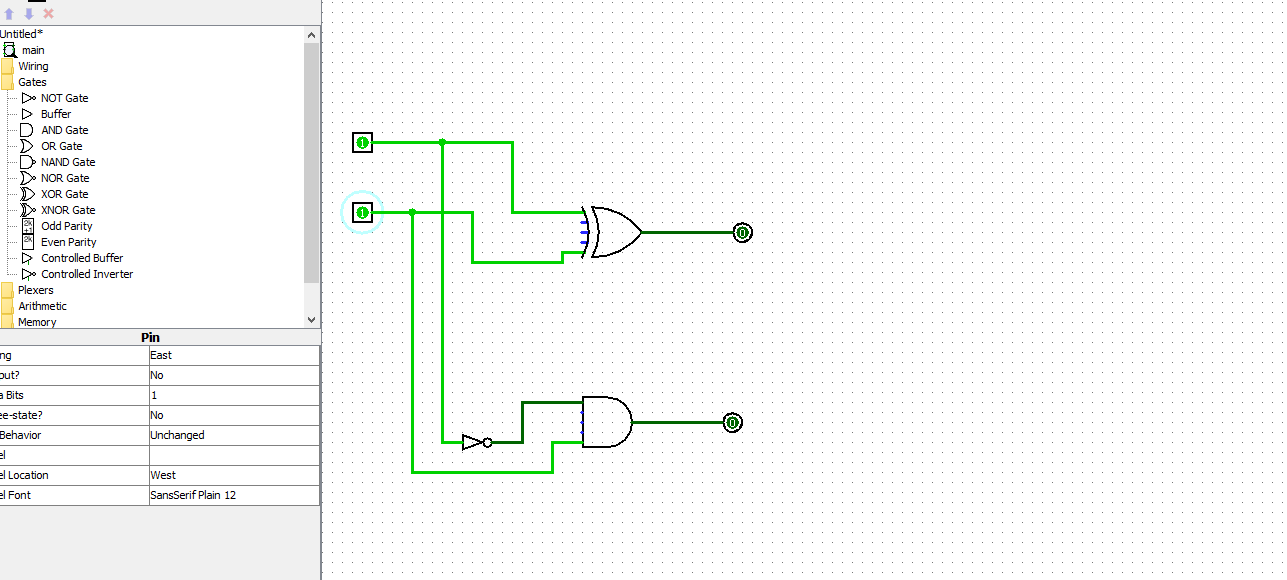 Untitled*
main
Wiring
Gates
NOT Gate
Buffer
AND Gate
OR Gate
NAND Gate
NOR Gate
XOR Gate
XNOR Gate
Odd Parity
Even Parity
Controlled Buffer
Controlled Inverter
Plexers
Arithmetic
Memory
Pin
ng East
out? No
a Bits 1
ee-state? No
Behavior Unchanged
el
el Location West
el Font SansSerif Plain 12
1
1
0
0